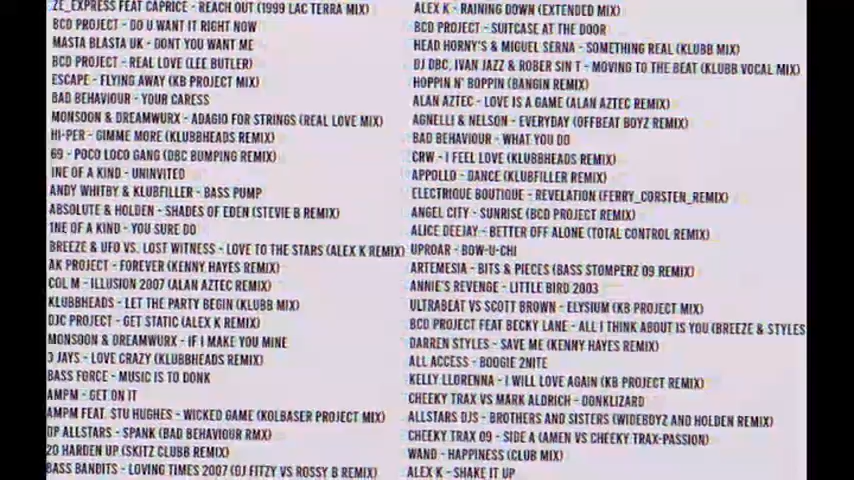 ZE_EXPRESS FEAT CAPRICE - REACH OUT (1999 LAC TERRA MIX)
BCD PROJECT - DO U WANT IT RIGHT NOW
MASTA BLASTA UK - DONT YOU WANT ME
BCD PROJECT - REAL LOVE (LEE BUTLER)
ESCAPE - FLYING AWAY (KB PROJECT MIX)
BAD BEHAVIOUR - YOUR CARESS
MONSOON & DREAMWURX - ADAGIO FOR STRINGS (REAL LOVE MIX)
HI-PER - GIMME MORE (KLUBBHEADS REMIX)
69 - POCO LOCO GANG (DBC BUMPING REMIX)
1NE OF A KIND - UNINVITED
ANDY WHITBY & KLUBFILLER - BASS PUMP
ABSOLUTE & HOLDEN - SHADES OF EDEN (STEVIE B REMIX)
1NE OF A KIND - YOU SURE DO
BREEZE & UFO VS. LOST WITNESS - LOVE TO THE STARS (ALEX K REMIX)
AK PROJECT - FOREVER (KENNY HAYES REMIX)
COL M - ILLUSION 2007 (ALAN AZTEC REMIX)
KLUBBHEADS - LET THE PARTY BEGIN (KLUBB MIX)
DJC PROJECT - GET STATIC (ALEX K REMIX)
MONSOON & DREAMWURX - IF I MAKE YOU MINE
3 JAYS - LOVE CRAZY (KLUBBHEADS REMIX)
BASS FORCE - MUSIC IS TO DONK
AMPM - GET ON IT
AMPM FEAT. STU HUGHES - WICKED GAME (KOLBASER PROJECT MIX)
DP ALLSTARS - SPANK (BAD BEHAVIOUR RMX)
20 HARDEN UP (SKITZ CLUBB REMIX)
BASS BANDITS - LOVING TIMES 2007 (DJ FITZY VS ROSSY B REMIX)
ALEX K - RAINING DOWN (EXTENDED MIX)
BCD PROJECT - SUITCASE AT THE DOOR
HEAD HORNY'S & MIGUEL SERNA - SOMETHING REAL (KLUBB MIX)
DJ DBC, IVAN JAZZ & ROBER SIN T - MOVING TO THE BEAT (KLUBB VOCAL MIX)
HOPPIN N' BOPPIN (BANGIN REMIX)
ALAN AZTEC - LOVE IS A GAME (ALAN AZTEC REMIX)
AGNELLI & NELSON - EVERYDAY (OFFBEAT BOYZ REMIX)
BAD BEHAVIOUR - WHAT YOU DO
CRW - I FEEL LOVE (KLUBBHEADS REMIX)
APPOLLO - DANCE (KLUBFILLER REMIX)
ELECTRIQUE BOUTIQUE - REVELATION (FERRY_CORSTEN_REMIX)
ANGEL CITY - SUNRISE (BCD PROJECT REMIX)
ALICE DEEJAY - BETTER OFF ALONE (TOTAL CONTROL REMIX)
UPROAR - BOW-U-CHI
ARTEMESIA - BITS & PIECES (BASS STOMPERZ 09 REMIX)
ANNIE'S REVENGE - LITTLE BIRD 2003
ULTRABEAT VS SCOTT BROWN - ELYSIUM (KB PROJECT MIX)
BCD PROJECT FEAT BECKY LANE - ALL I THINK ABOUT IS YOU (BREEZE & STYLES
DARREN STYLES - SAVE ME (KENNY HAYES REMIX)
ALL ACCESS - BOOGIE 2NITE
KELLY LLORENNA - I WILL LOVE AGAIN (KB PROJECT REMIX)
CHEEKY TRAX VS MARK ALDRICH - DONKLIZARD
ALLSTARS DJS - BROTHERS AND SISTERS (WIDEBOYZ AND HOLDEN REMIX)
CHEEKY TRAX 09 - SIDE A (AMEN VS CHEEKY TRAX-PASSION)
WAND - HAPPINESS (CLUB MIX)
ALEX K - SHAKE IT UP